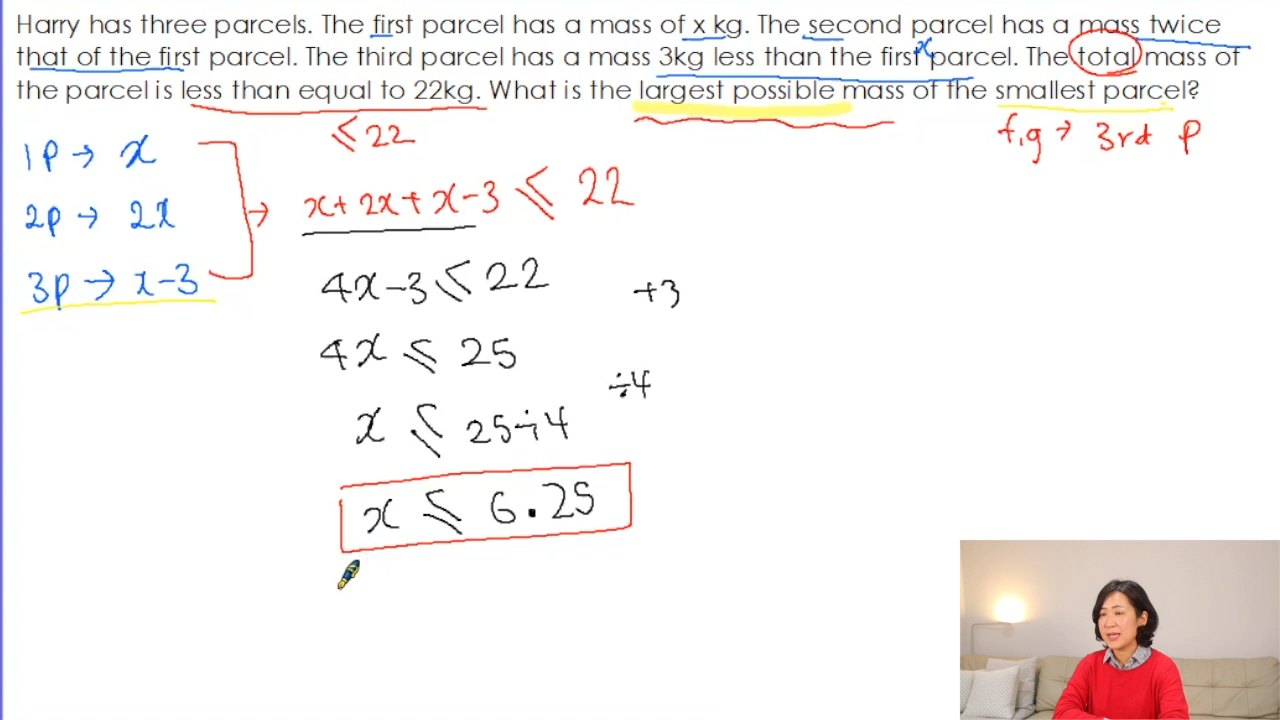 Harry has three parcels. The first parcel has a mass of x kg. The second parcel has a mass twice
that of the first parcel. The third parcel has a mass 3kg less than the first parcel. The total mass of
x
the parcel is less than equal to 22kg. What is the largest possible mass of the smallest parcel?
≤ 22
fig → 3rd P
1P → x
x + 2x + x - 3 ≤ 22
2P → 2x
3P → x - 3
4x - 3 ≤ 22
+3
4x ≤ 25
÷4
x ≤ 25 ÷ 4
x ≤ 6.25